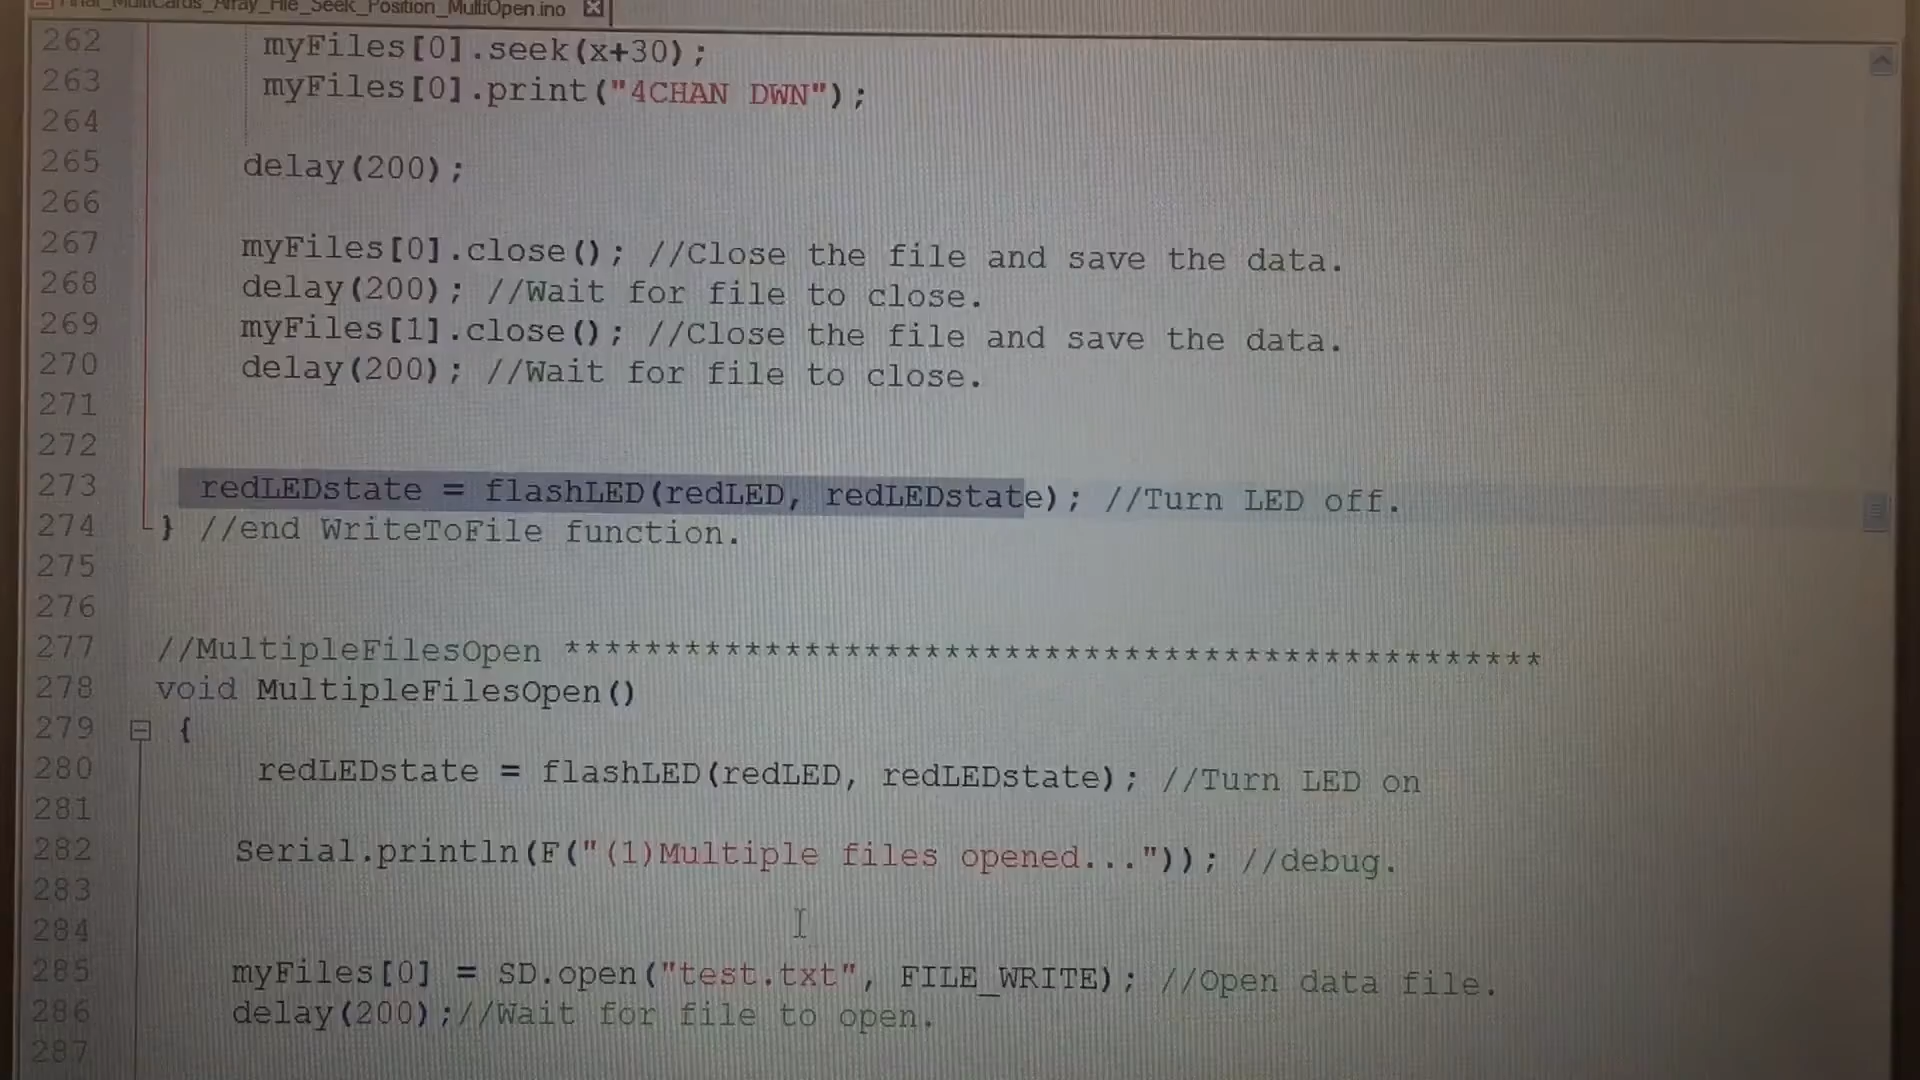 Final_MultiCards_Array_File_Seek_Position_MultiOpen.ino
262 myFiles[0].seek(x+30);
263 myFiles[0].print("4CHAN DWN");
264
265 delay(200);
266
267 myFiles[0].close(); //Close the file and save the data.
268 delay(200); //Wait for file to close.
269 myFiles[1].close(); //Close the file and save the data.
270 delay(200); //Wait for file to close.
271
272
273 redLEDstate = flashLED(redLED, redLEDstate); //Turn LED off.
274 } //end WriteToFile function.
275
276
277 //MultipleFilesOpen *************************************************
278 void MultipleFilesOpen()
279 {
280 redLEDstate = flashLED(redLED, redLEDstate); //Turn LED on
281
282 Serial.println(F("(1)Multiple files opened...")); //debug.
283
284
285 myFiles[0] = SD.open("test.txt", FILE_WRITE); //Open data file.
286 delay(200);//Wait for file to open.
287